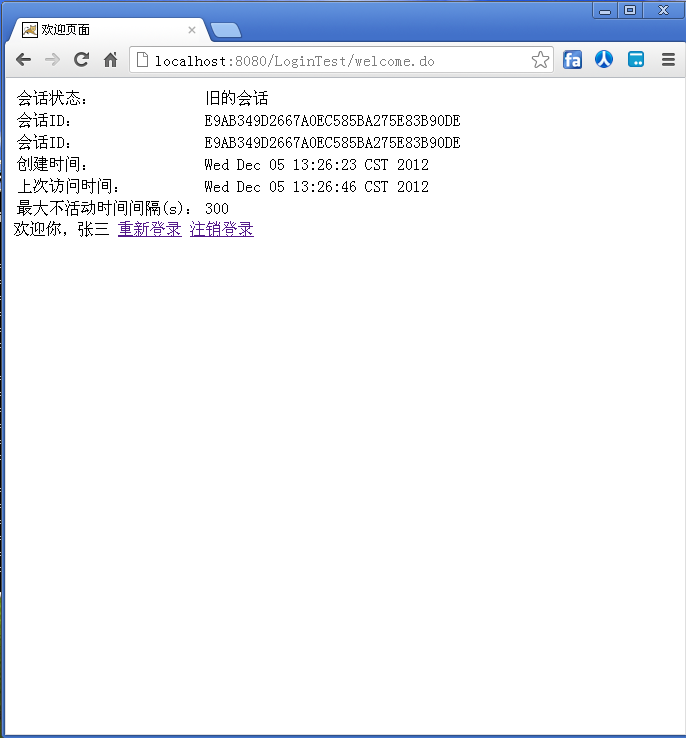 欢迎页面
localhost:8080/LoginTest/welcome.do
会话状态: 旧的会话
会话ID: E9AB349D2667A0EC585BA275E83B90DE
会话ID: E9AB349D2667A0EC585BA275E83B90DE
创建时间: Wed Dec 05 13:26:23 CST 2012
上次访问时间: Wed Dec 05 13:26:46 CST 2012
最大不活动时间间隔(s): 300
欢迎你, 张三 重新登录 注销登录